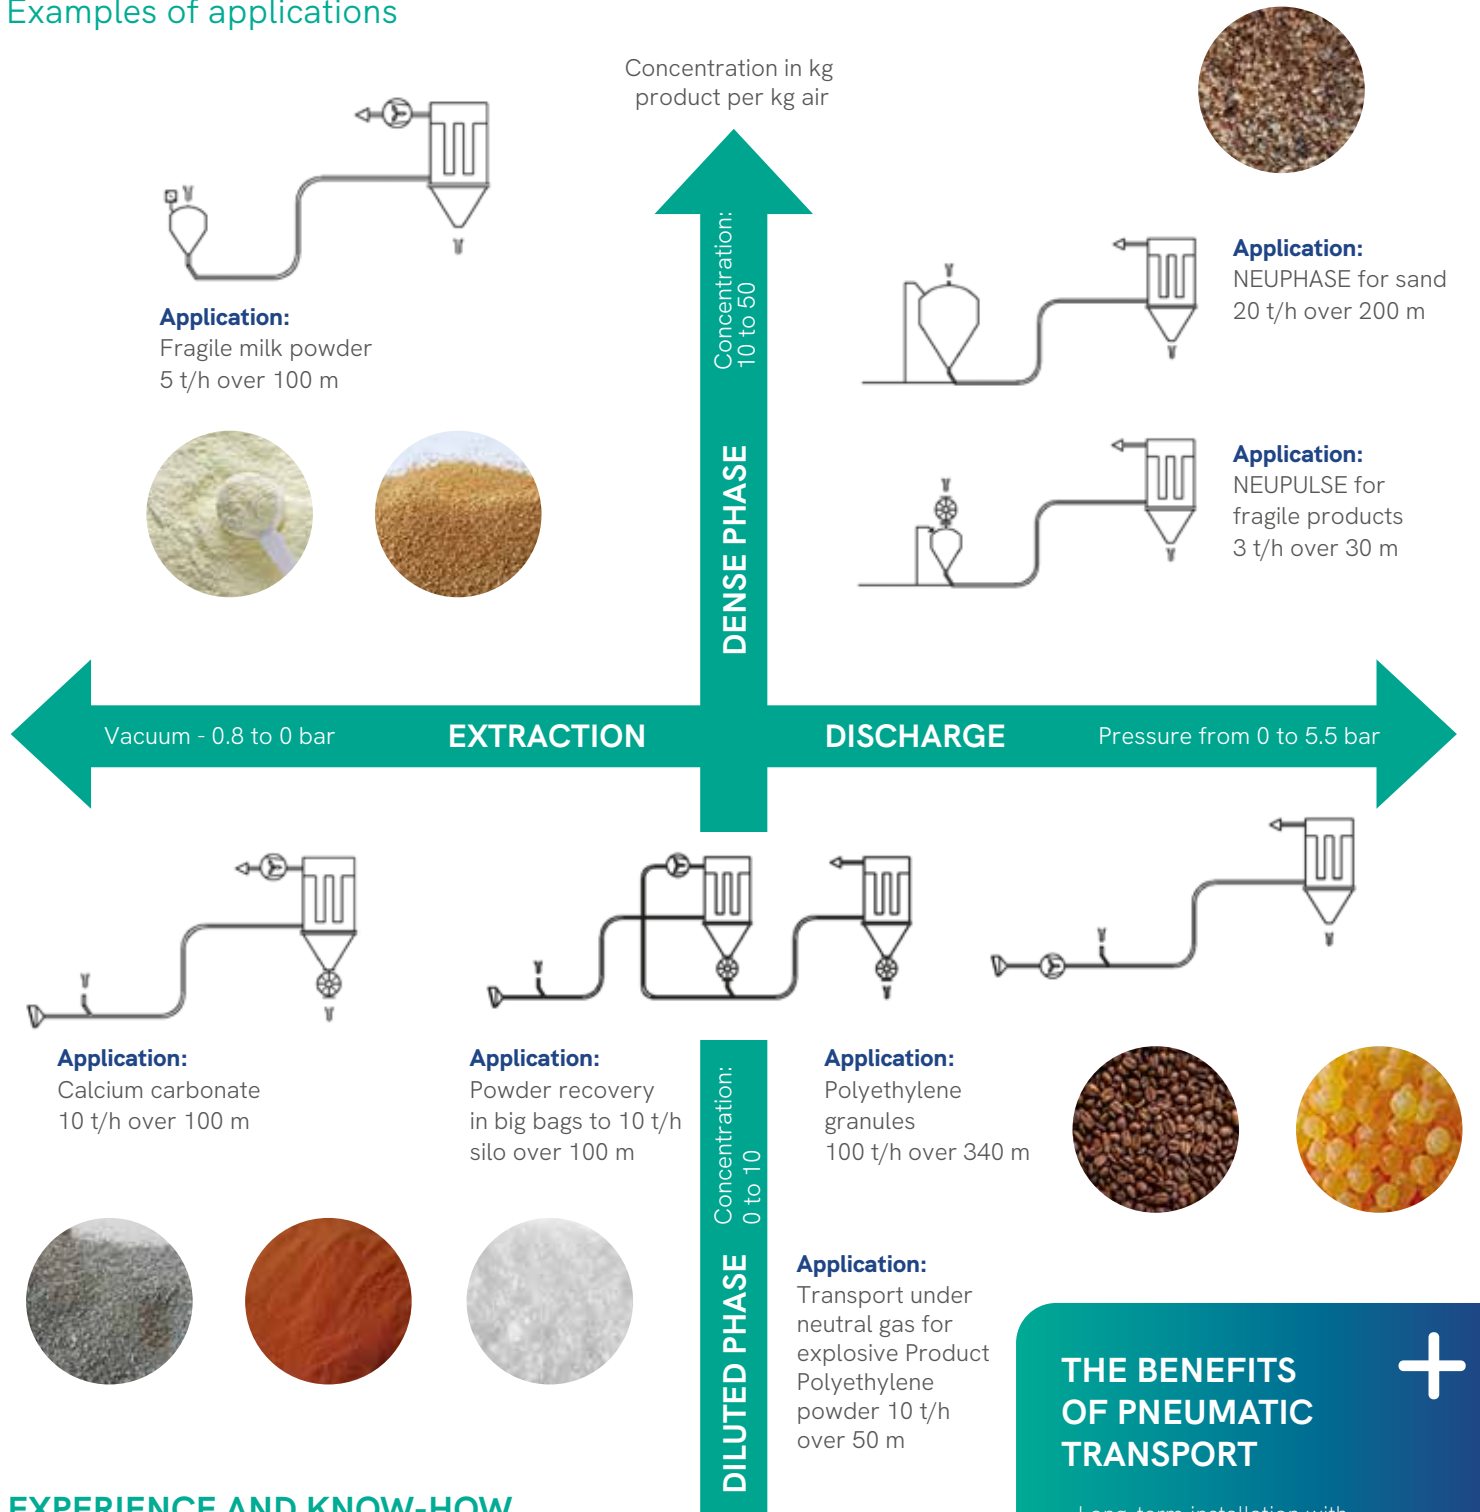 Examples of applications
Concentration in kg
product per kg air
Concentration:
10 to 50
DENSE PHASE
Application:
Fragile milk powder
5 t/h over 100 m
Application:
NEUPHASE for sand
20 t/h over 200 m
Application:
NEUPULSE for
fragile products
3 t/h over 30 m
Vacuum - 0.8 to 0 bar
EXTRACTION
DISCHARGE
Pressure from 0 to 5.5 bar
Application:
Calcium carbonate
10 t/h over 100 m
Application:
Powder recovery
in big bags to 10 t/h
silo over 100 m
Concentration:
0 to 10
DILUTED PHASE
Application:
Polyethylene
granules
100 t/h over 340 m
Application:
Transport under
neutral gas for
explosive Product
Polyethylene
powder 10 t/h
over 50 m
THE BENEFITS
OF PNEUMATIC
TRANSPORT
Long-term installation with
EXPERIENCE AND KNOW-HOW